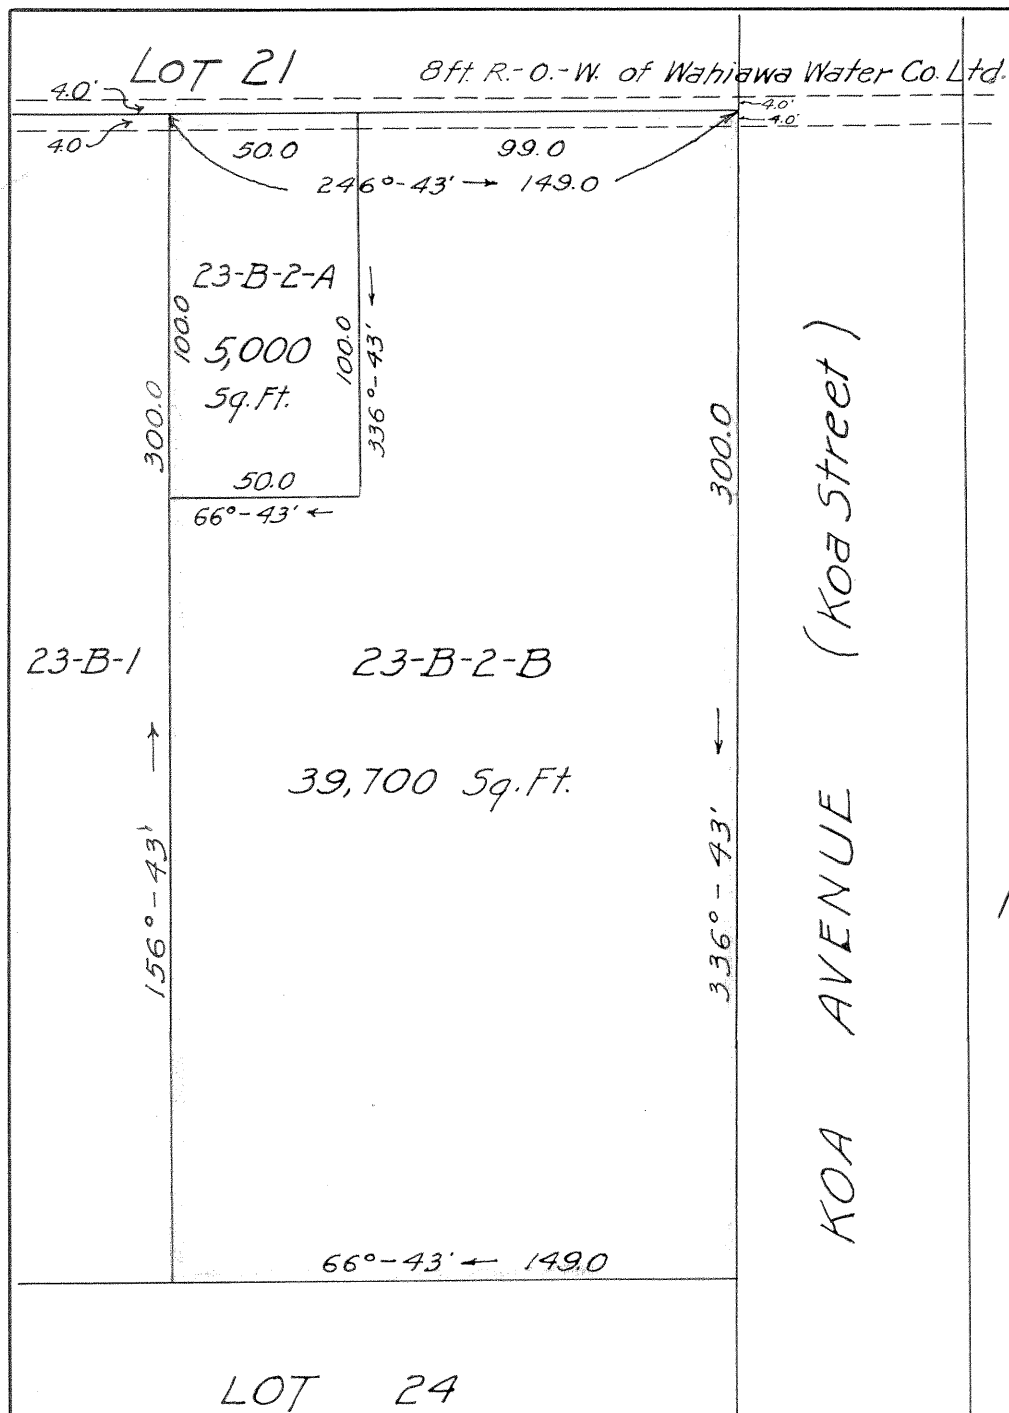 LOT 21
8ft. R.-O.-W. of Wahiawa Water Co. Ltd.
4.0'
4.0
4.0'
4.0'
50.0
99.0
246°-43' → 149.0
23-B-2-A
5,000
Sq.Ft.
100.0
100.0
336°-43' →
50.0
66°-43' ←
300.0
300.0
23-B-1
23-B-2-B
39,700 Sq.Ft.
156°-43' →
336°-43' →
KOA AVENUE (Koa Street)
66°-43' ← 149.0
LOT 24